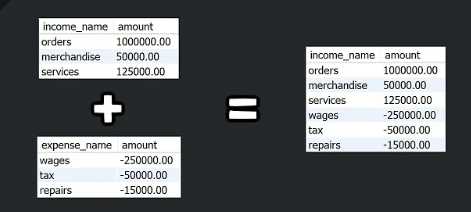 income_name amount
orders 1000000.00
merchandise 50000.00
services 125000.00
+
expense_name amount
wages -250000.00
tax -50000.00
repairs -15000.00
=
income_name amount
orders 1000000.00
merchandise 50000.00
services 125000.00
wages -250000.00
tax -50000.00
repairs -15000.00